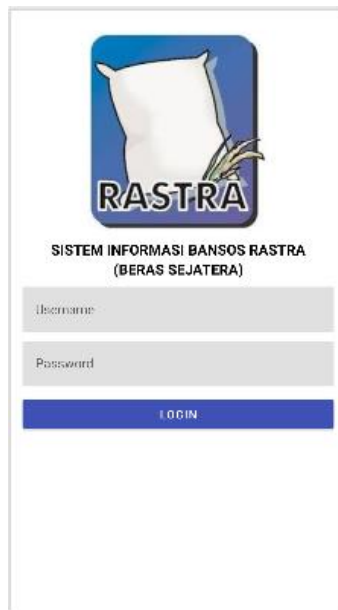 RASTRA
SISTEM INFORMASI BANSOS RASTRA
(BERAS SEJATERA)
Username
Password
LOGIN